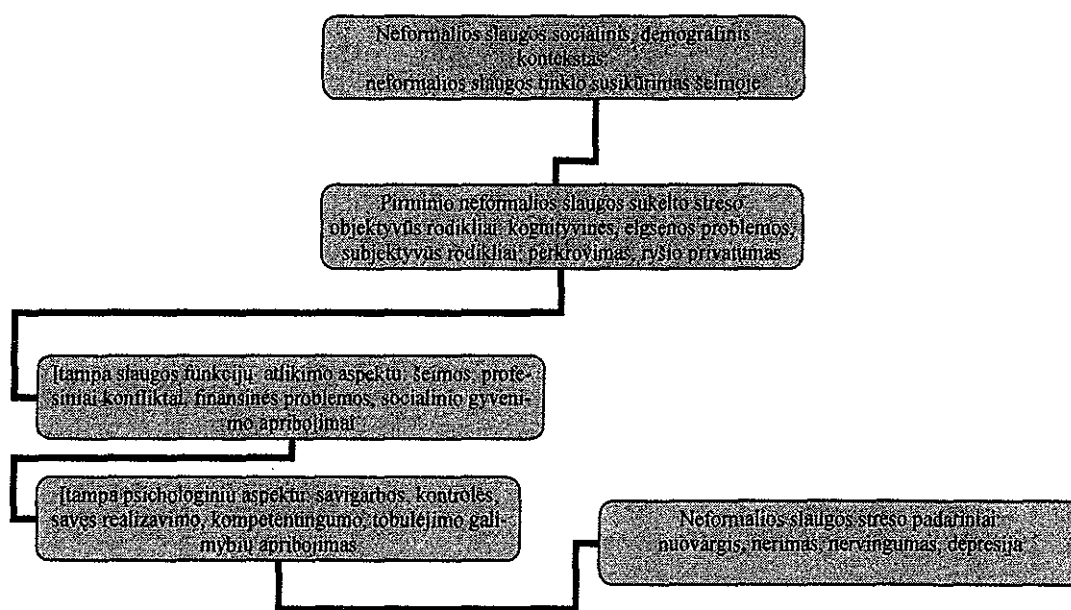 Neformalios slaugos socialinis, demografinis
kontekstas,
neformalios slaugos tinklo susikūrimas šeimoje
Pirminimo neformalios slaugos sukelto streso
objektyvūs rodikliai: kognityvinės, elgsenos problemos,
subjektyvūs rodikliai: perkrovimas, ryšio privatumas
Įtampa slaugos funkcijų atlikimo aspektu: šeimos, profe-
siniai konfliktai, finansinės problemos, socialinio gyveni-
mo apribojimai
Įtampa psichologiniu aspektu: savigarbos, kontrolės,
savęs realizavimo, kompetentingumo, tobulėjimo gali-
mybių apribojimas
Neformalios slaugos streso padariniai:
nuovargis, nerimas, nervingumas, depresija